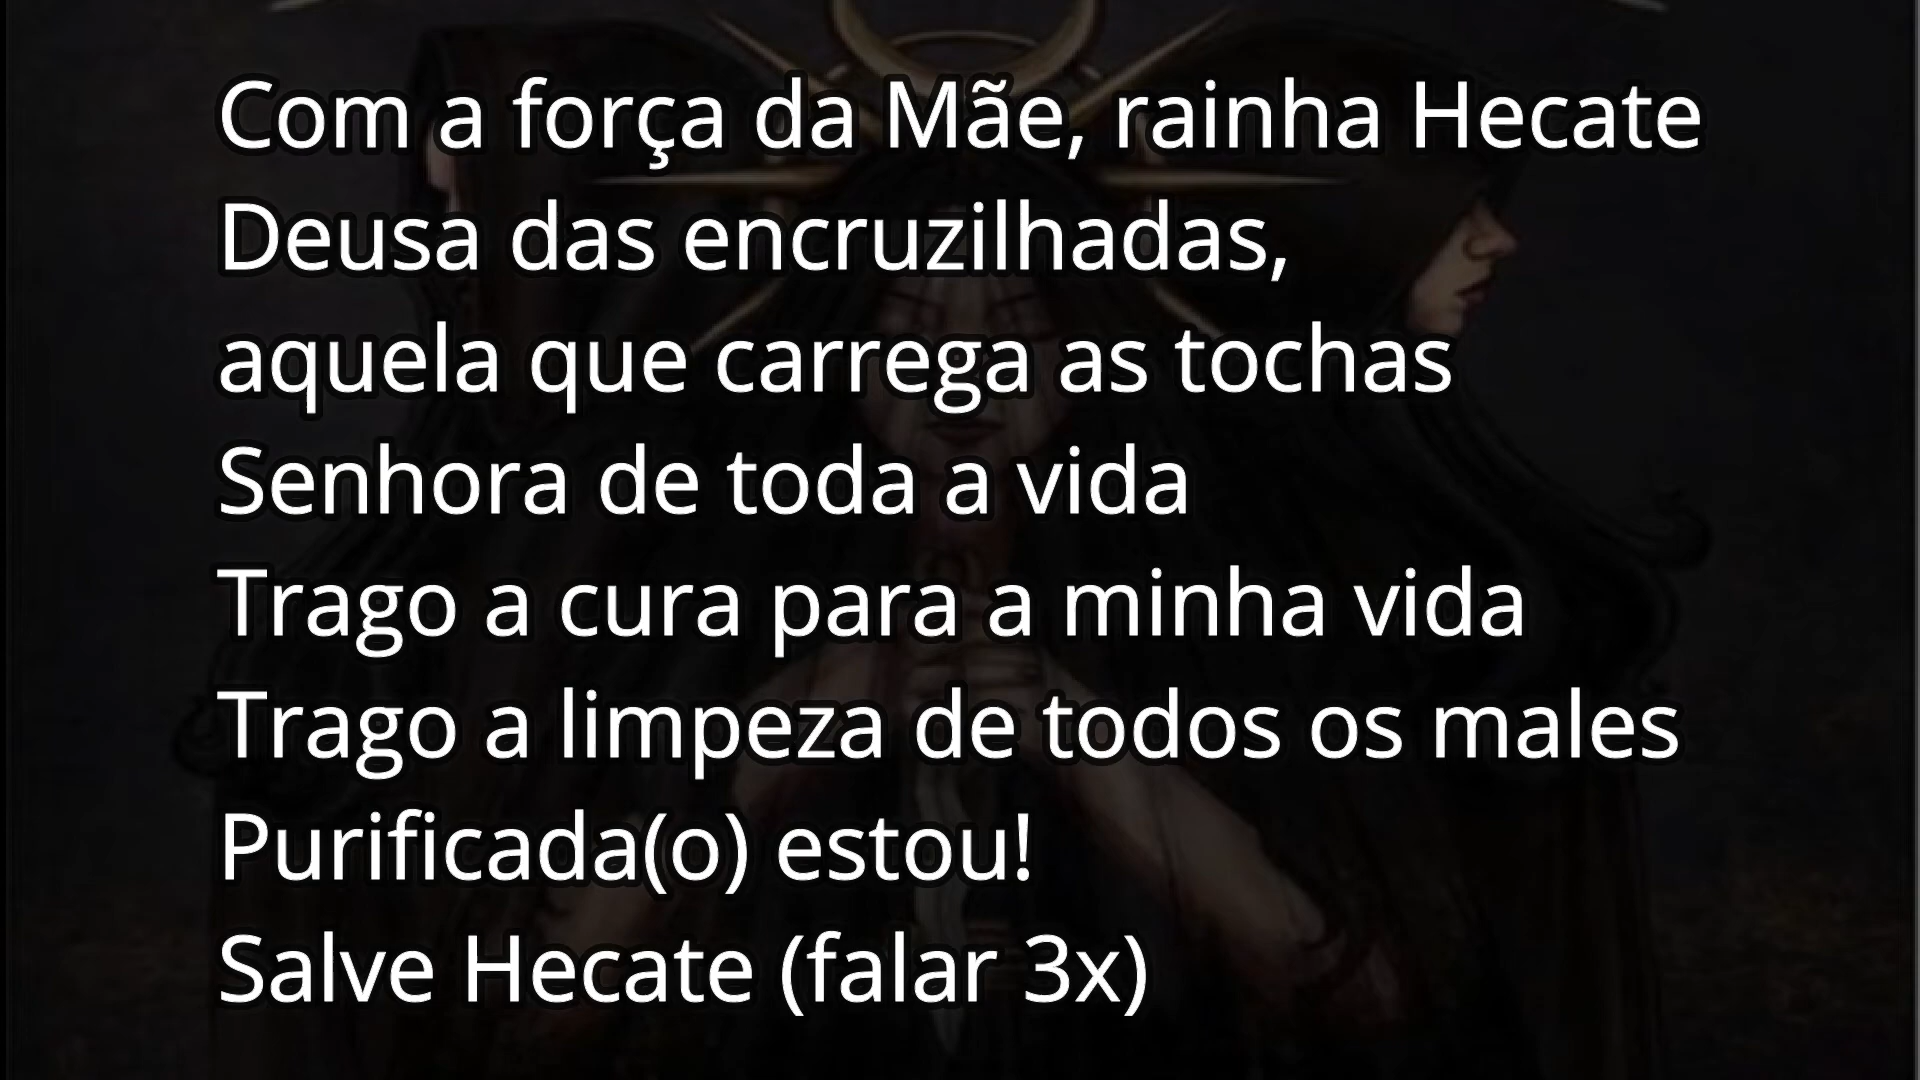 Com a força da Mãe, rainha Hecate
Deusa das encruzilhadas,
aquela que carrega as tochas
Senhora de toda a vida
Trago a cura para a minha vida
Trago a limpeza de todos os males
Purificada(o) estou!
Salve Hecate (falar 3x)